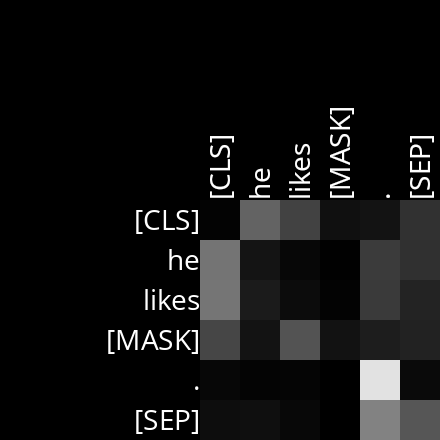 [CLS] he likes [MASK] . [SEP]
[CLS]
he
likes
[MASK]
.
[SEP]